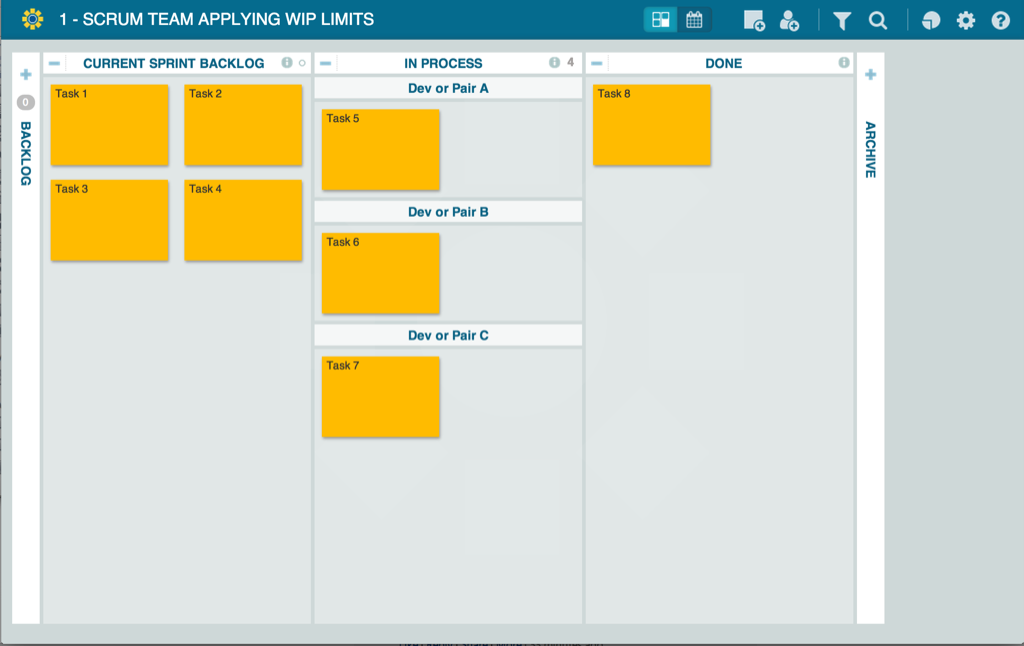 1 - SCRUM TEAM APPLYING WIP LIMITS
0
BACKLOG
CURRENT SPRINT BACKLOG
Task 1
Task 2
Task 3
Task 4
IN PROCESS
4
Dev or Pair A
Task 5
Dev or Pair B
Task 6
Dev or Pair C
Task 7
DONE
Task 8
ARCHIVE